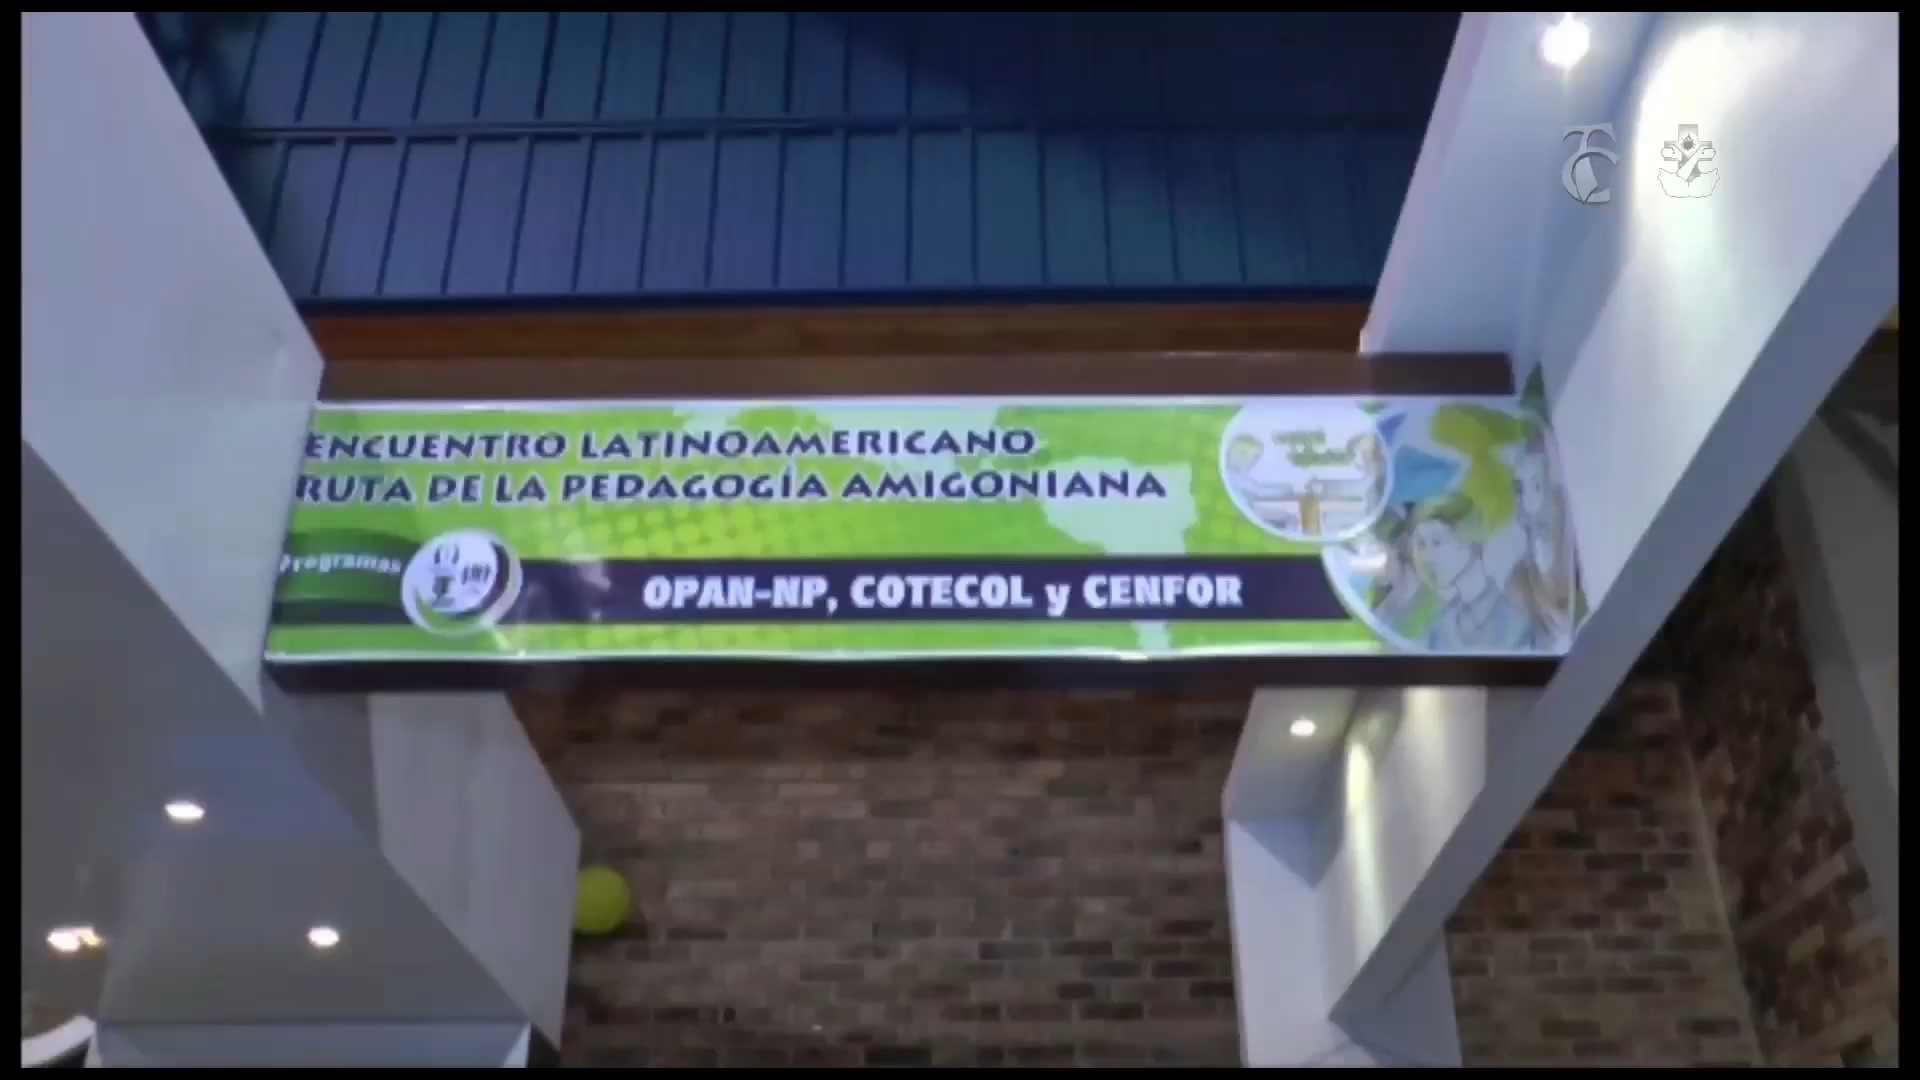 ENCUENTRO LATINOAMERICANO
RUTA DE LA PEDAGOGÍA AMIGONIANA
Programas
OPAN-NP, COTECOL y CENFOR